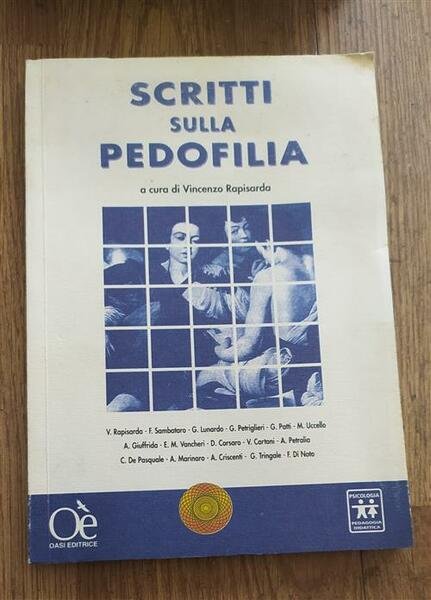 SCRITTI
SULLA
PEDOFILIA
a cura di Vincenzo Rapisarda
V. Rapisarda · F. Sambataro · G. Lunardo · G. Petriglieri · G. Patti · M. Uccello
A. Giuffrida · E. M. Vancheri · D. Corsaro · V. Cartoni · A. Petralia
C. De Pasquale · A. Marinaro · A. Criscenti · G. Tringale · F. Di Noto
Oè
OASI EDITRICE
PSICOLOGIA
PEDAGOGIA
DIDATTICA